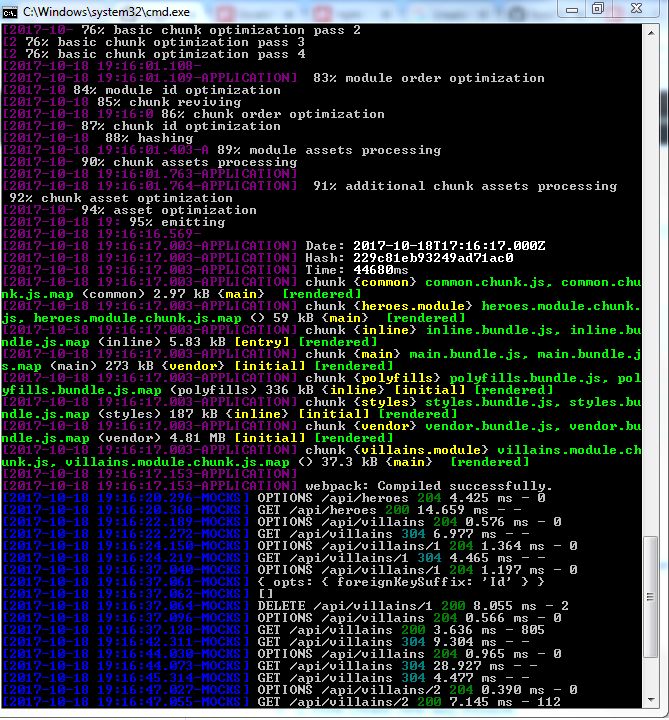 C:\Windows\system32\cmd.exe
[2017-10- 76% basic chunk optimization pass 2
[2 76% basic chunk optimization pass 3
[2 76% basic chunk optimization pass 4
[2017-10-18 19:16:01.108-
[2017-10-18 19:16:01.109-APPLICATION]  83% module order optimization
[2017-10 84% module id optimization
[2017-10-18 85% chunk reviving
[2017-10-18 19:16:0 86% chunk order optimization
[2017-10- 87% chunk id optimization
[2017-10-18  88% hashing
[2017-10-18 19:16:01.403-A 89% module assets processing
[2017-10- 90% chunk assets processing
[2017-10-18 19:16:01.763-APPLICATION]
[2017-10-18 19:16:01.764-APPLICATION]  91% additional chunk assets processing
92% chunk asset optimization
[2017-10- 94% asset optimization
[2017-10-18 19: 95% emitting
[2017-10-18 19:16:16.569-
[2017-10-18 19:16:17.003-APPLICATION] Date: 2017-10-18T17:16:17.000Z
[2017-10-18 19:16:17.003-APPLICATION] Hash: 229c81eb93249ad71ac0
[2017-10-18 19:16:17.003-APPLICATION] Time: 44680ms
[2017-10-18 19:16:17.003-APPLICATION] chunk {common} common.chunk.js, common.chu
nk.js.map (common) 2.97 kB {main}  [rendered]
[2017-10-18 19:16:17.003-APPLICATION] chunk {heroes.module} heroes.module.chunk.
js, heroes.module.chunk.js.map () 59 kB {main}  [rendered]
[2017-10-18 19:16:17.003-APPLICATION] chunk {inline} inline.bundle.js, inline.bu
ndle.js.map (inline) 5.83 kB [entry] [rendered]
[2017-10-18 19:16:17.003-APPLICATION] chunk {main} main.bundle.js, main.bundle.j
s.map (main) 273 kB {vendor} [initial] [rendered]
[2017-10-18 19:16:17.003-APPLICATION] chunk {polyfills} polyfills.bundle.js, pol
yfills.bundle.js.map (polyfills) 336 kB {inline} [initial] [rendered]
[2017-10-18 19:16:17.003-APPLICATION] chunk {styles} styles.bundle.js, styles.bu
ndle.js.map (styles) 187 kB {inline} [initial] [rendered]
[2017-10-18 19:16:17.003-APPLICATION] chunk {vendor} vendor.bundle.js, vendor.bu
ndle.js.map (vendor) 4.81 MB [initial] [rendered]
[2017-10-18 19:16:17.003-APPLICATION] chunk {villains.module} villains.module.ch
unk.js, villains.module.chunk.js.map () 37.3 kB {main}  [rendered]
[2017-10-18 19:16:17.153-APPLICATION]
[2017-10-18 19:16:17.153-APPLICATION] webpack: Compiled successfully.
[2017-10-18 19:16:20.296-MOCKS] OPTIONS /api/heroes 204 4.425 ms - 0
[2017-10-18 19:16:20.368-MOCKS] GET /api/heroes 200 14.659 ms - -
[2017-10-18 19:16:22.189-MOCKS] OPTIONS /api/villains 204 0.576 ms - 0
[2017-10-18 19:16:22.272-MOCKS] GET /api/villains 304 6.977 ms - -
[2017-10-18 19:16:24.150-MOCKS] OPTIONS /api/villains/1 204 1.364 ms - 0
[2017-10-18 19:16:24.219-MOCKS] GET /api/villains/1 304 4.465 ms - -
[2017-10-18 19:16:37.040-MOCKS] OPTIONS /api/villains/1 204 1.197 ms - 0
[2017-10-18 19:16:37.061-MOCKS] { opts: { foreignKeySuffix: 'Id' } }
[2017-10-18 19:16:37.062-MOCKS] []
[2017-10-18 19:16:37.064-MOCKS] DELETE /api/villains/1 200 8.055 ms - 2
[2017-10-18 19:16:37.096-MOCKS] OPTIONS /api/villains 204 0.566 ms - 0
[2017-10-18 19:16:37.128-MOCKS] GET /api/villains 200 3.636 ms - 805
[2017-10-18 19:16:42.311-MOCKS] GET /api/villains 304 9.304 ms - -
[2017-10-18 19:16:44.030-MOCKS] OPTIONS /api/villains 204 0.965 ms - 0
[2017-10-18 19:16:44.073-MOCKS] GET /api/villains 304 28.927 ms - -
[2017-10-18 19:16:45.314-MOCKS] GET /api/villains 304 4.477 ms - -
[2017-10-18 19:16:47.027-MOCKS] OPTIONS /api/villains/2 204 0.390 ms - 0
[2017-10-18 19:16:47.055-MOCKS] GET /api/villains/2 200 7.145 ms - 112